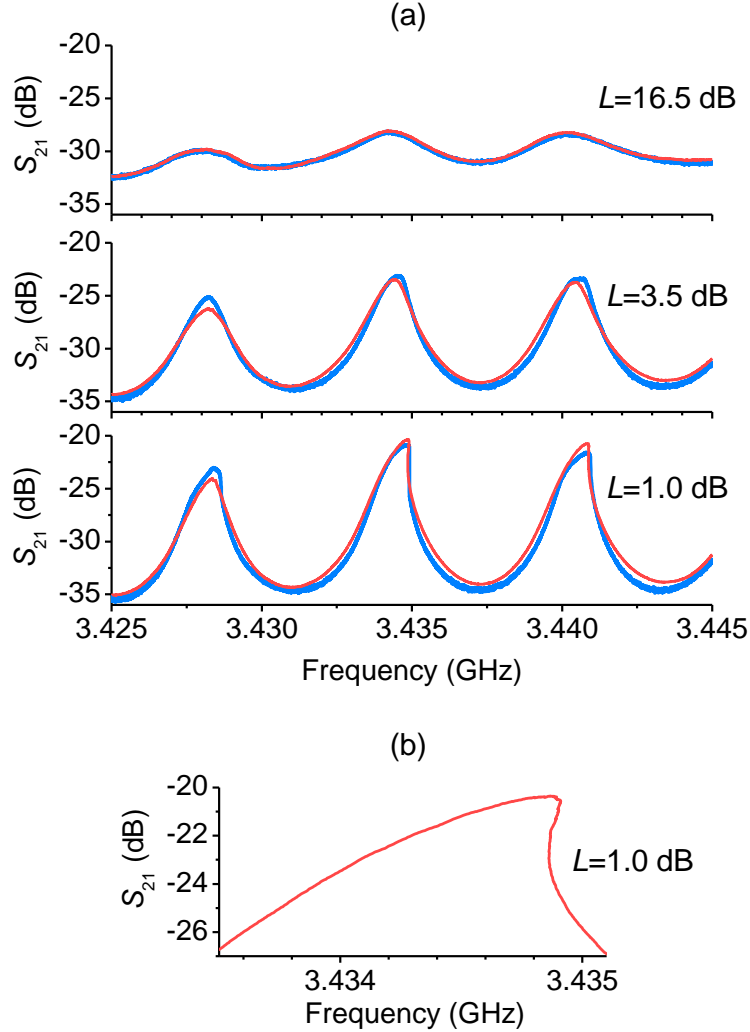 (a)
-20
-25
-30
-35
S21 (dB)
L=16.5 dB
-20
-25
-30
-35
S21 (dB)
L=3.5 dB
-20
-25
-30
-35
S21 (dB)
L=1.0 dB
3.425 3.430 3.435 3.440 3.445
Frequency (GHz)
(b)
-20
-22
-24
-26
S21 (dB)
L=1.0 dB
3.434 3.435
Frequency (GHz)